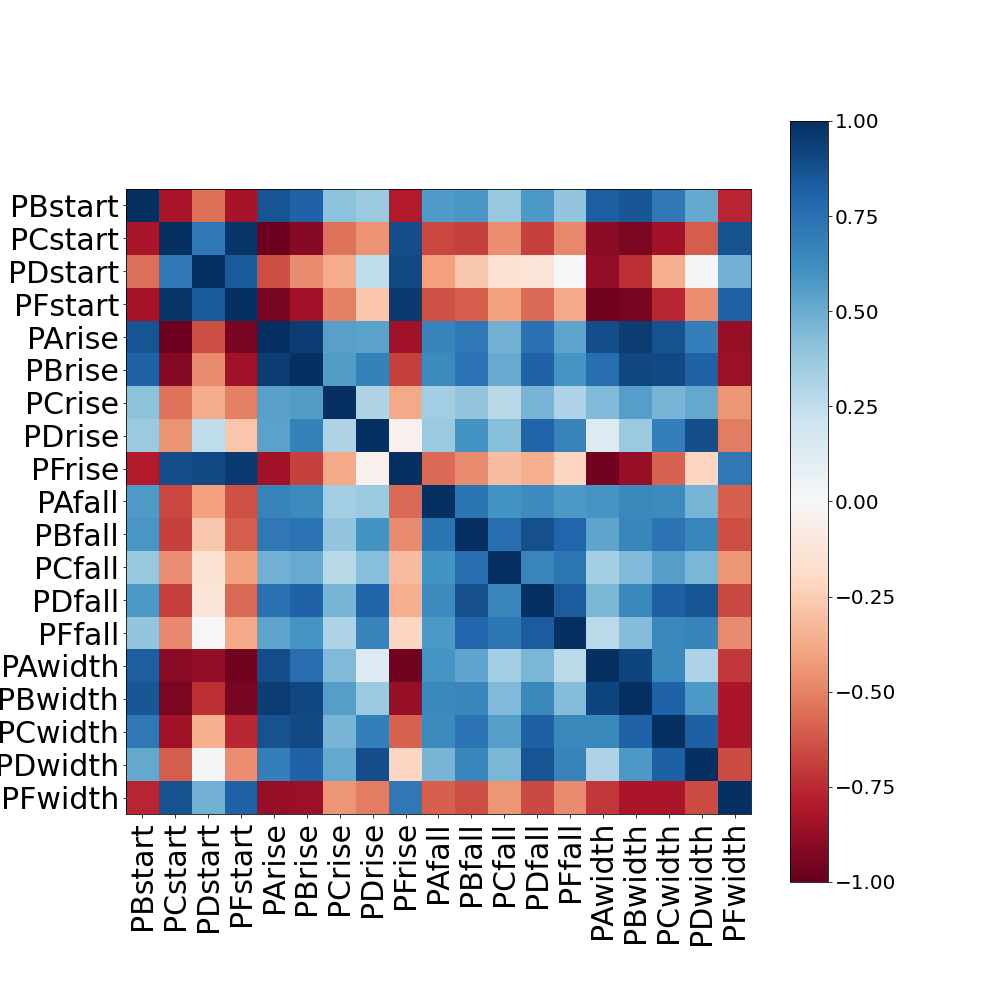 PBstart
PCstart
PDstart
PFstart
PArise
PBrise
PCrise
PDrise
PFrise
PAfall
PBfall
PCfall
PDfall
PFfall
PAwidth
PBwidth
PCwidth
PDwidth
PFwidth
PBstart
PCstart
PDstart
PFstart
PArise
PBrise
PCrise
PDrise
PFrise
PAfall
PBfall
PCfall
PDfall
PFfall
PAwidth
PBwidth
PCwidth
PDwidth
PFwidth
1.00
0.75
0.50
0.25
0.00
−0.25
−0.50
−0.75
−1.00